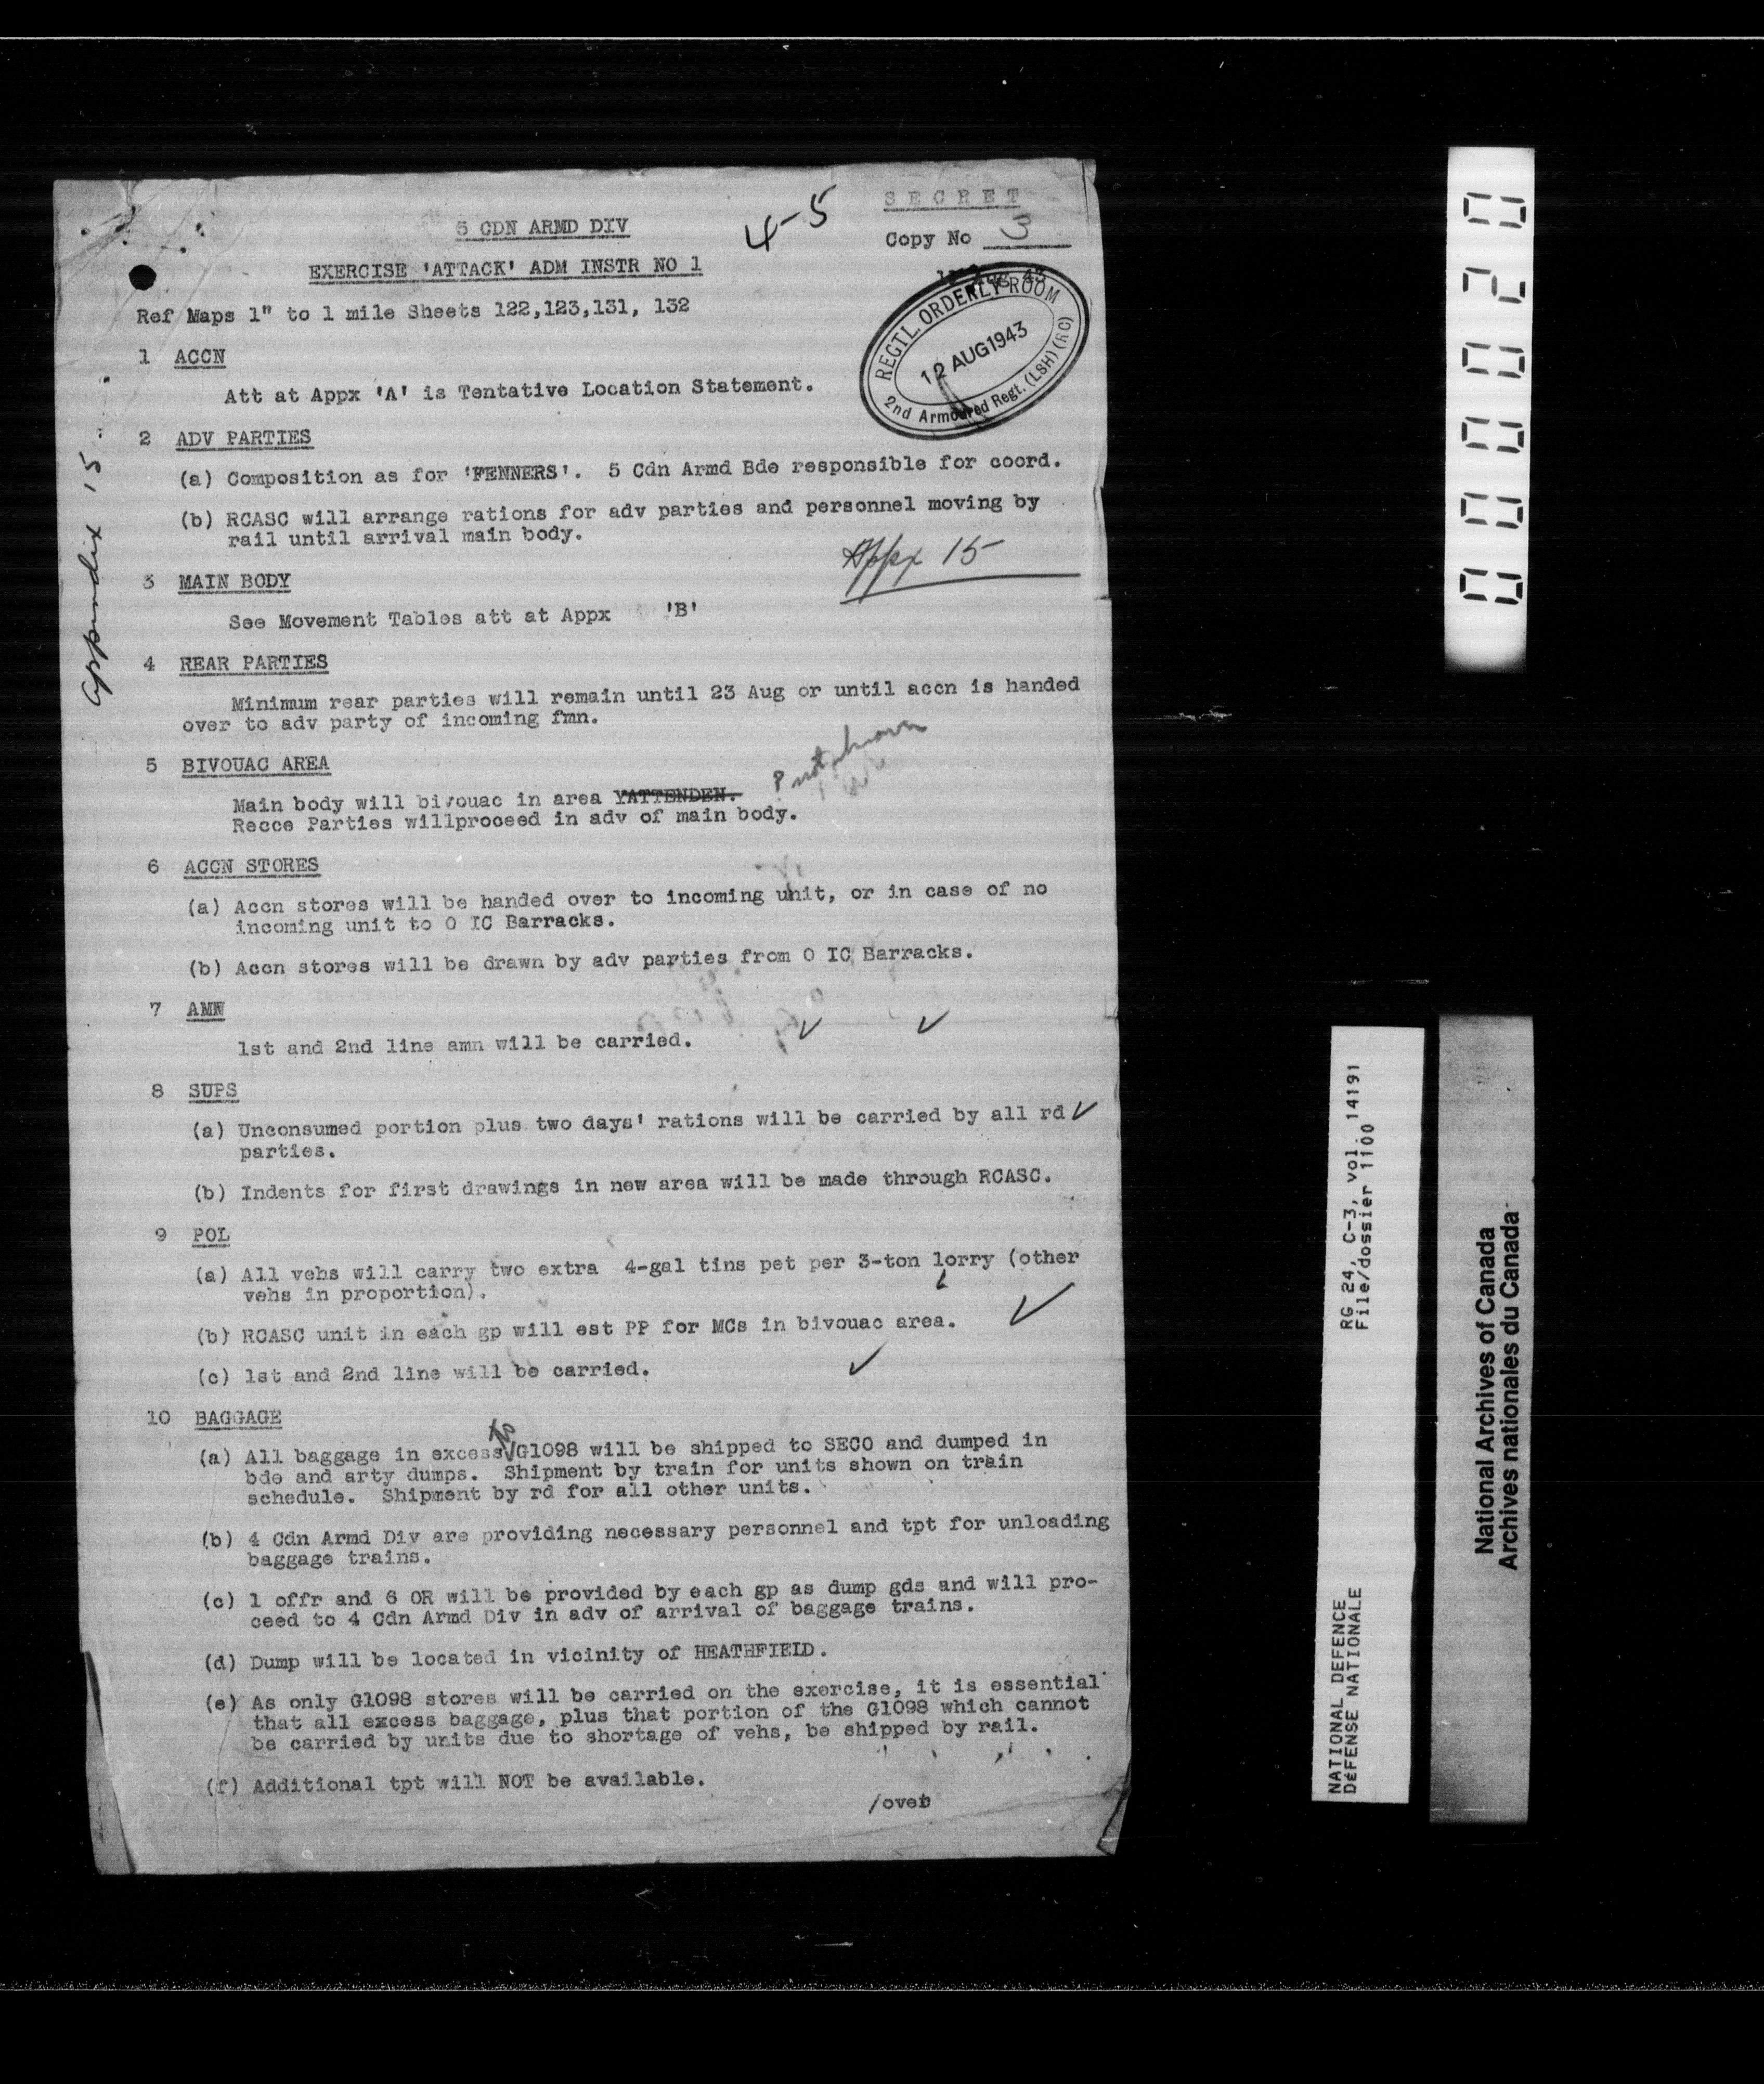 SECRET
5 CDN ARMD DIV
4-5
Copy No 3
EXERCISE 'ATTACK' ADM INSTR NO 1
Aug 43
Ref Maps 1" to 1 mile Sheets 122,123,131, 132
REGTL. ORDERLY ROOM
12 AUG 1943
2nd Armoured Regt. (LSH) (RC)
1 ACCN
Att at Appx 'A' is Tentative Location Statement.
2 ADV PARTIES
(a) Composition as for 'FENNERS'. 5 Cdn Armd Bde responsible for coord.
(b) RCASC will arrange rations for adv parties and personnel moving by
rail until arrival main body.
Appx 15
Appendix 15
3 MAIN BODY
See Movement Tables att at Appx 'B'
4 REAR PARTIES
Minimum rear parties will remain until 23 Aug or until accn is handed
over to adv party of incoming fmn.
5 BIVOUAC AREA
? not known
Main body will bivouac in area YATTENDEN.
Recce Parties willproceed in adv of main body.
6 ACCN STORES
(a) Accn stores will be handed over to incoming unit, or in case of no
incoming unit to O IC Barracks.
(b) Accn stores will be drawn by adv parties from O IC Barracks.
7 AMN
1st and 2nd line amn will be carried.
8 SUPS
(a) Unconsumed portion plus two days' rations will be carried by all rd
parties.
(b) Indents for first drawings in new area will be made through RCASC.
9 POL
(a) All vehs will carry two extra 4-gal tins pet per 3-ton lorry (other
vehs in proportion).
(b) RCASC unit in each gp will est PP for MCs in bivouac area.
(c) 1st and 2nd line will be carried.
10 BAGGAGE
to
(a) All baggage in excess G1098 will be shipped to SECO and dumped in
bde and arty dumps. Shipment by train for units shown on train
schedule. Shipment by rd for all other units.
(b) 4 Cdn Armd Div are providing necessary personnel and tpt for unloading
baggage trains.
(c) 1 offr and 6 OR will be provided by each gp as dump gds and will pro-
ceed to 4 Cdn Armd Div in adv of arrival of baggage trains.
(d) Dump will be located in vicinity of HEATHFIELD.
(e) As only G1098 stores will be carried on the exercise, it is essential
that all excess baggage, plus that portion of the G1098 which cannot
be carried by units due to shortage of vehs, be shipped by rail.
(f) Additional tpt will NOT be available.
/over
000020
RG 24, C-3, vol. 14191
File/dossier 1100
NATIONAL DEFENCE
DéFENSE NATIONALE
National Archives of Canada
Archives nationales du Canada